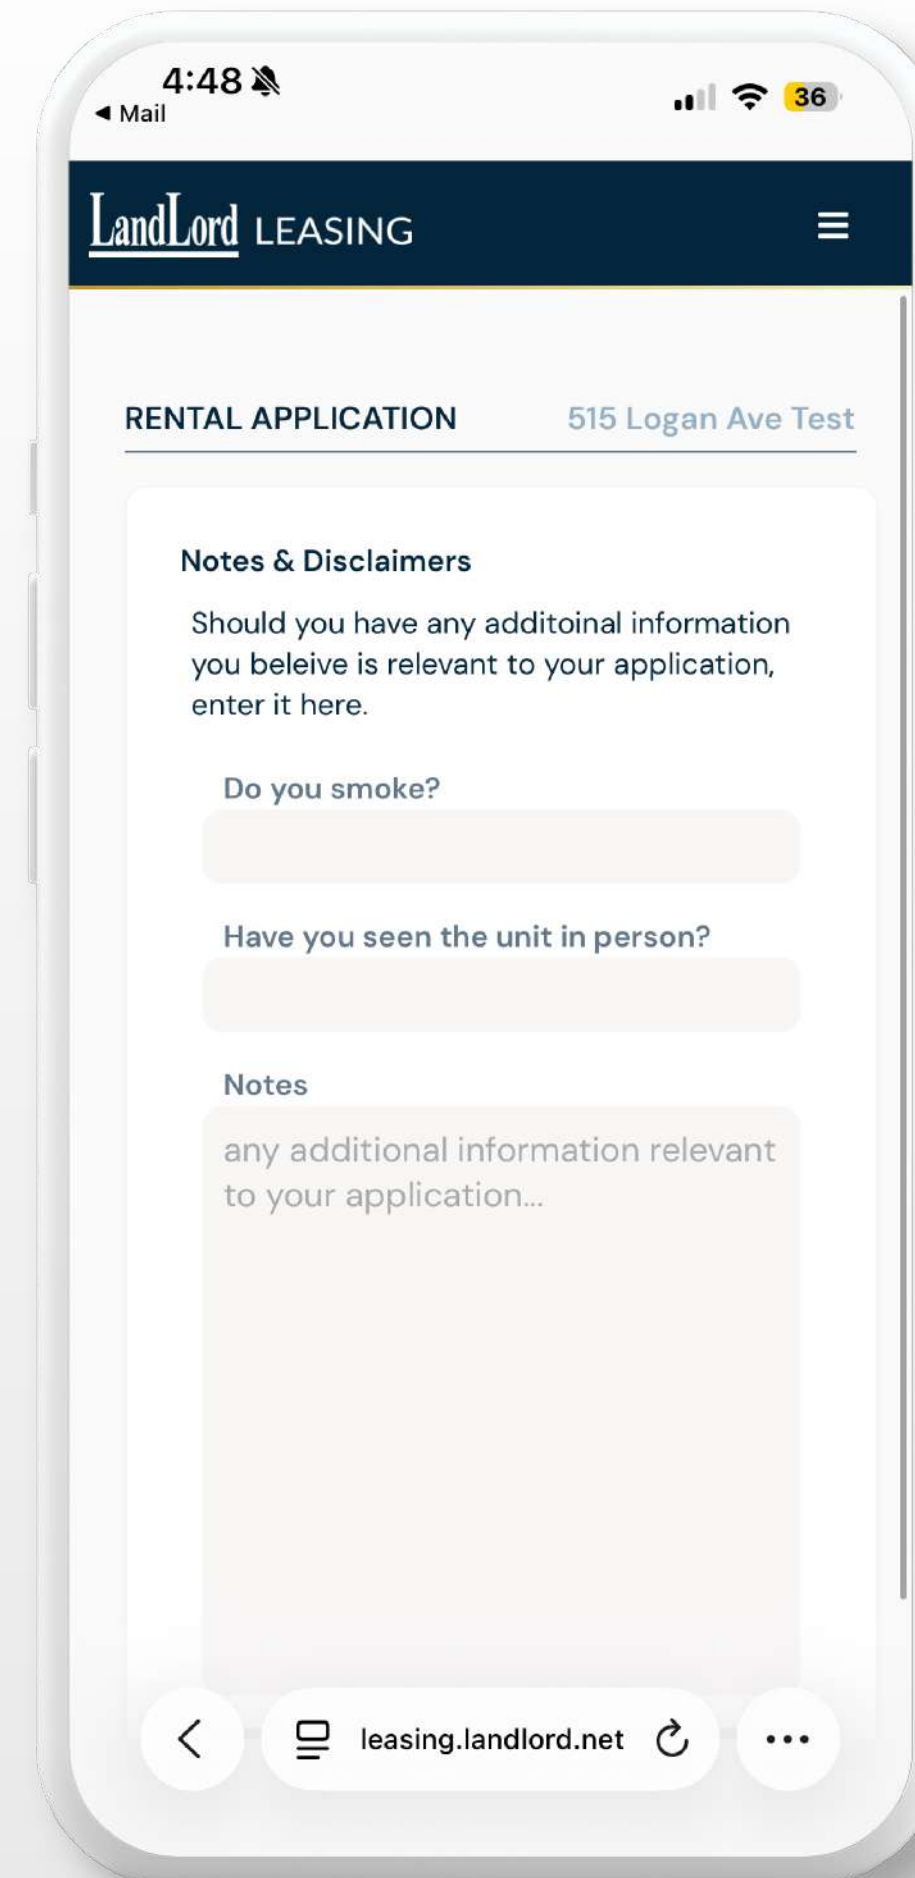 4:48
◀ Mail
36
LandLord LEASING
RENTAL APPLICATION 515 Logan Ave Test
Notes & Disclaimers
Should you have any additoinal information
you beleive is relevant to your application,
enter it here.
Do you smoke?
Have you seen the unit in person?
Notes
any additional information relevant
to your application...
leasing.landlord.net